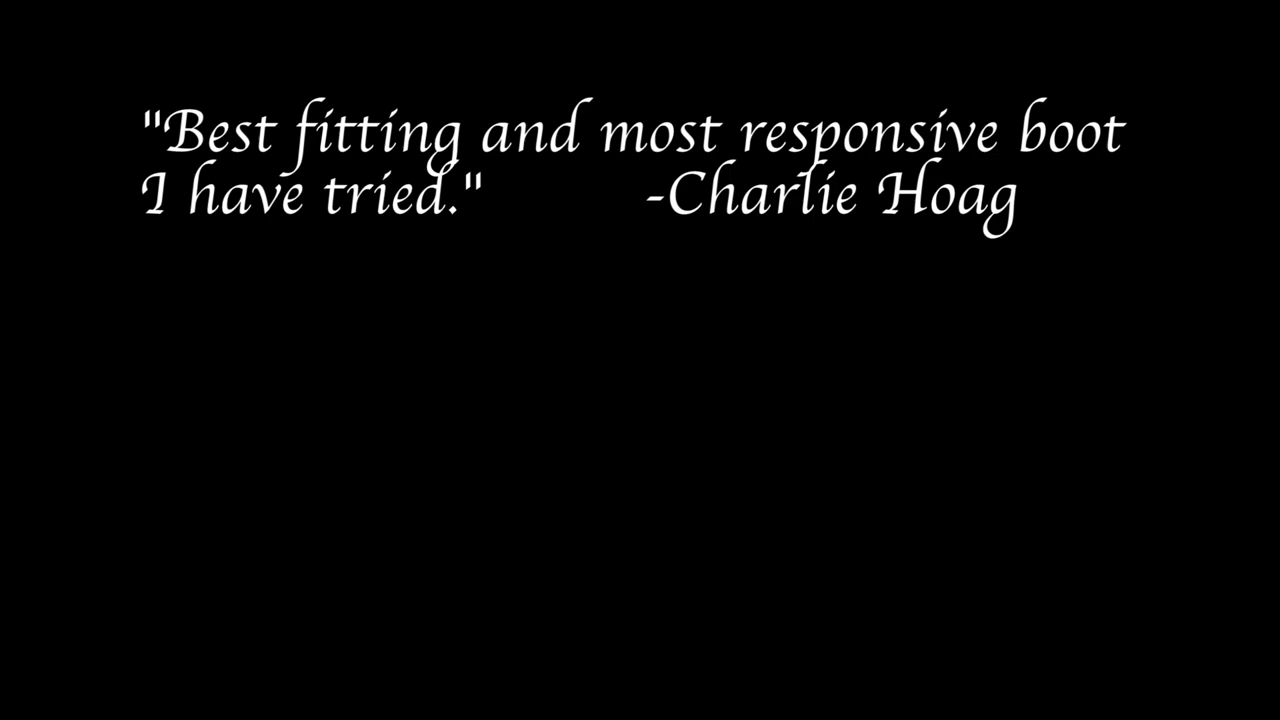 "Best fitting and most responsive boot
I have tried." -Charlie Hoag